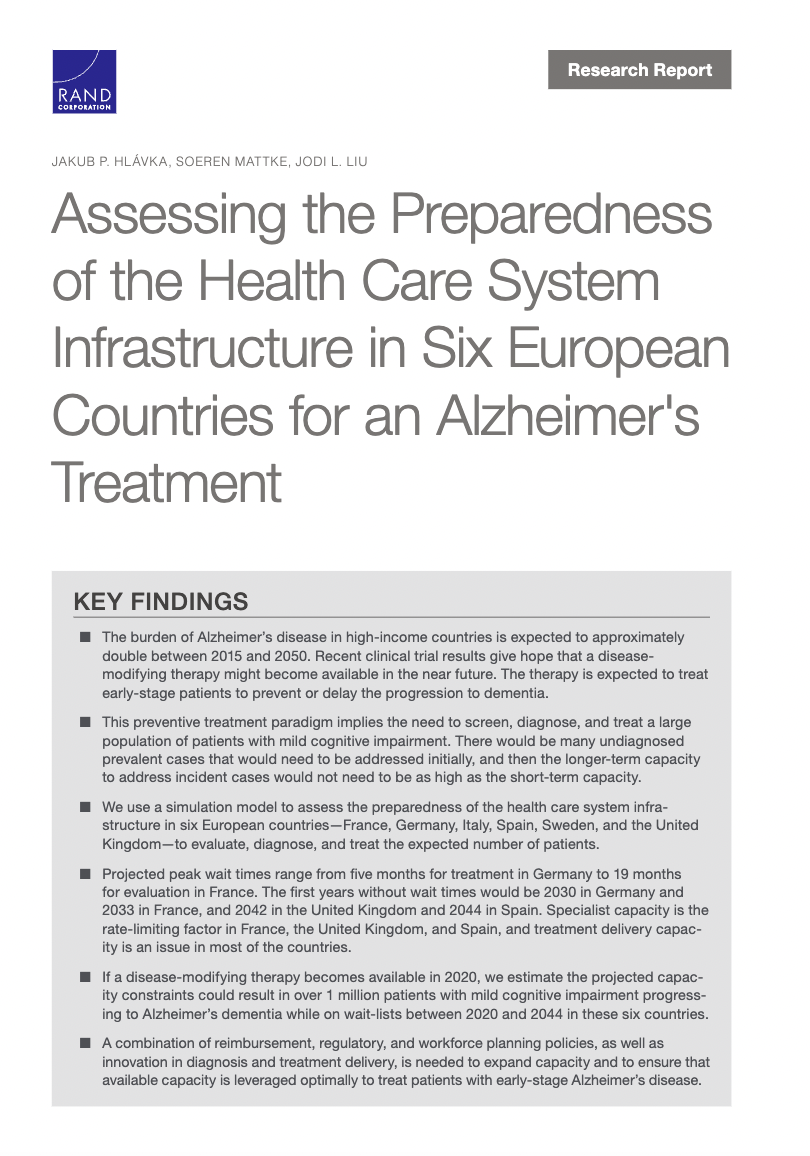 RAND
CORPORATION
Research Report
JAKUB P. HLÁVKA, SOEREN MATTKE, JODI L. LIU
Assessing the Preparedness
of the Health Care System
Infrastructure in Six European
Countries for an Alzheimer's
Treatment
KEY FINDINGS
■ The burden of Alzheimer’s disease in high-income countries is expected to approximately
double between 2015 and 2050. Recent clinical trial results give hope that a disease-
modifying therapy might become available in the near future. The therapy is expected to treat
early-stage patients to prevent or delay the progression to dementia.
■ This preventive treatment paradigm implies the need to screen, diagnose, and treat a large
population of patients with mild cognitive impairment. There would be many undiagnosed
prevalent cases that would need to be addressed initially, and then the longer-term capacity
to address incident cases would not need to be as high as the short-term capacity.
■ We use a simulation model to assess the preparedness of the health care system infra-
structure in six European countries—France, Germany, Italy, Spain, Sweden, and the United
Kingdom—to evaluate, diagnose, and treat the expected number of patients.
■ Projected peak wait times range from five months for treatment in Germany to 19 months
for evaluation in France. The first years without wait times would be 2030 in Germany and
2033 in France, and 2042 in the United Kingdom and 2044 in Spain. Specialist capacity is the
rate-limiting factor in France, the United Kingdom, and Spain, and treatment delivery capac-
ity is an issue in most of the countries.
■ If a disease-modifying therapy becomes available in 2020, we estimate the projected capac-
ity constraints could result in over 1 million patients with mild cognitive impairment progress-
ing to Alzheimer’s dementia while on wait-lists between 2020 and 2044 in these six countries.
■ A combination of reimbursement, regulatory, and workforce planning policies, as well as
innovation in diagnosis and treatment delivery, is needed to expand capacity and to ensure that
available capacity is leveraged optimally to treat patients with early-stage Alzheimer’s disease.